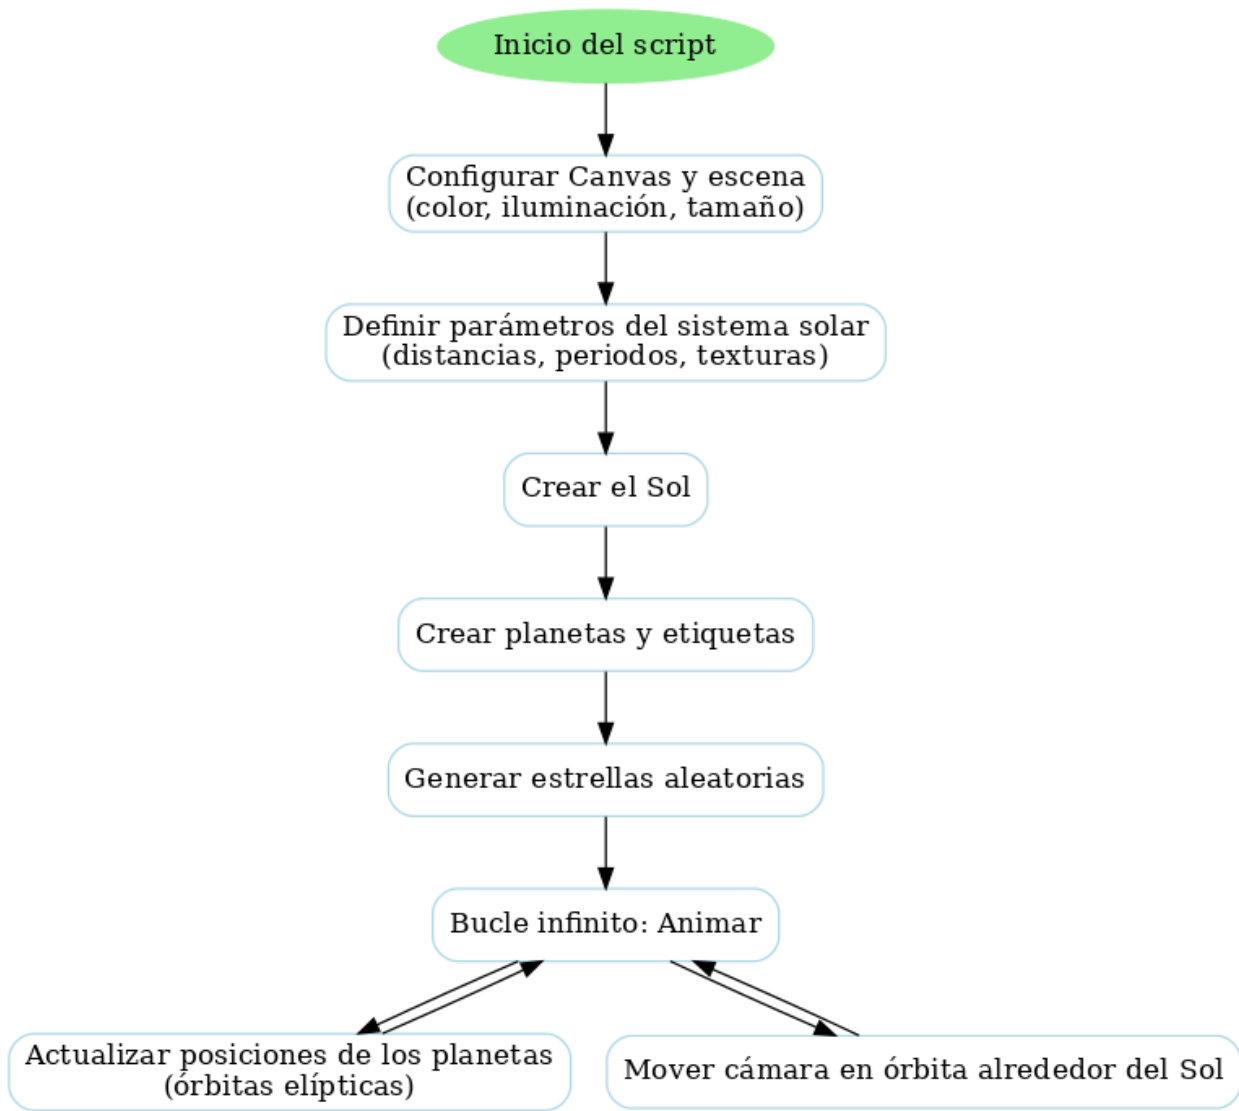 Inicio del script
Configurar Canvas y escena
(color, iluminación, tamaño)
Definir parámetros del sistema solar
(distancias, periodos, texturas)
Crear el Sol
Crear planetas y etiquetas
Generar estrellas aleatorias
Bucle infinito: Animar
Actualizar posiciones de los planetas
(órbitas elípticas)
Mover cámara en órbita alrededor del Sol